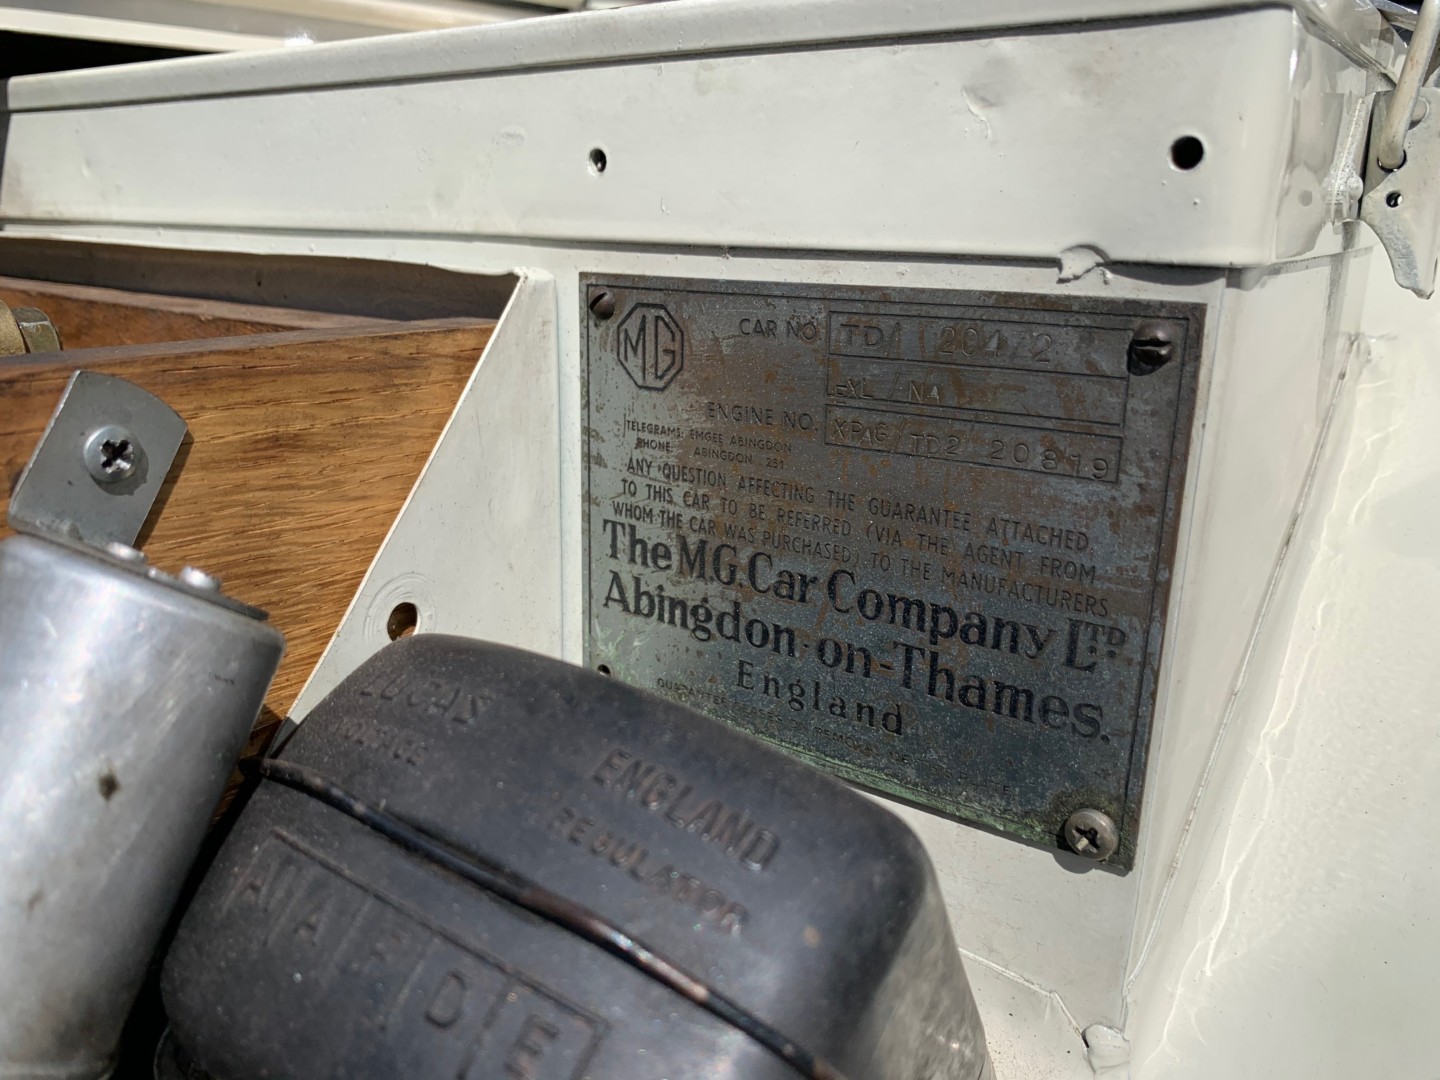 MG
CAR NO. TD/ 20472
EXL / NA
ENGINE NO. XPAG / TD2 20819
TELEGRAMS: EMGEE ABINGDON
PHONE: ABINGDON 251
ANY QUESTION AFFECTING THE GUARANTEE ATTACHED,
TO THIS CAR TO BE REFERRED (VIA THE AGENT FROM
WHOM THE CAR WAS PURCHASED) TO THE MANUFACTURERS
The M.G. Car Company LTD
Abingdon-on-Thames.
England
LUCAS
ENGLAND
REGULATOR
A A F D E